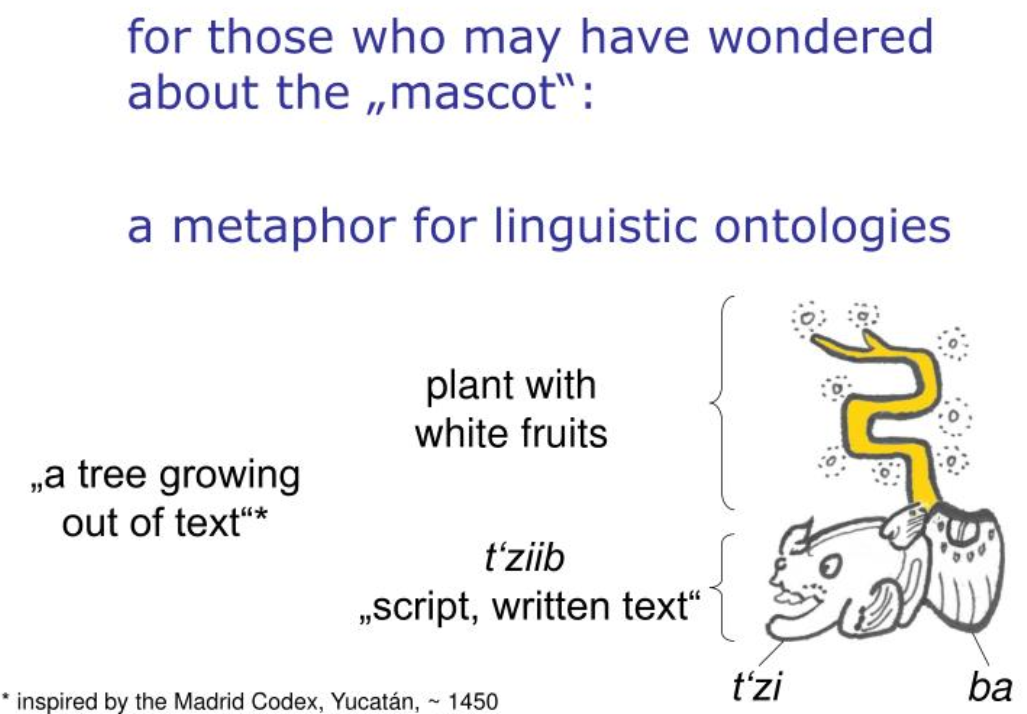 for those who may have wondered
about the „mascot“:
a metaphor for linguistic ontologies
plant with
white fruits
„a tree growing
out of text“*
t‘ziib
„script, written text“
t‘zi
ba
* inspired by the Madrid Codex, Yucatán, ~ 1450